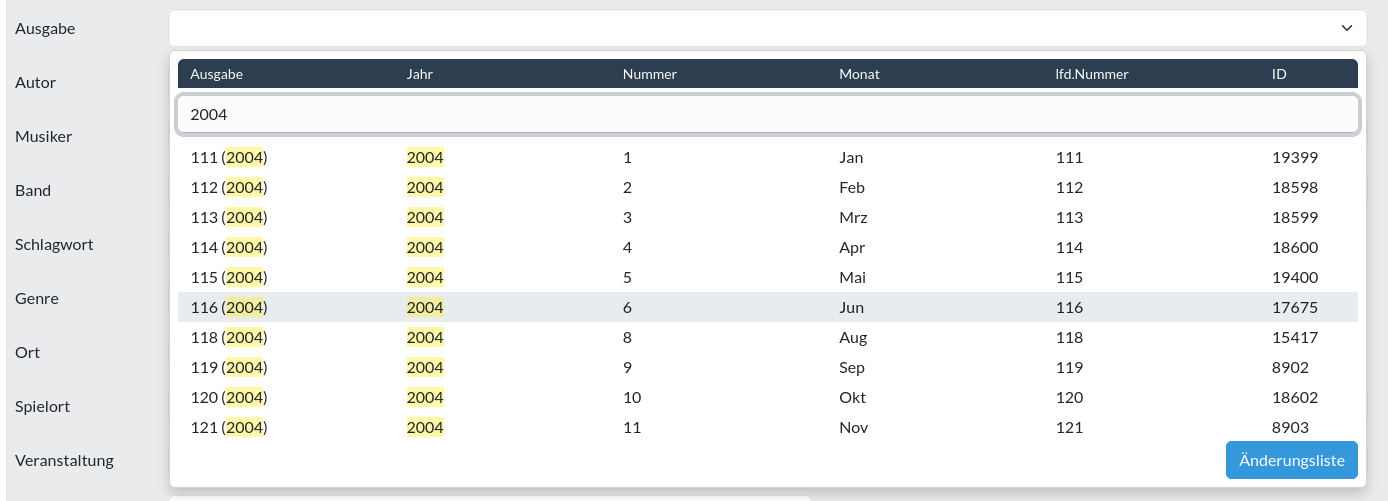 Ausgabe
Ausgabe Jahr Nummer Monat lfd.Nummer ID
Autor
2004
Musiker
111 (2004) 2004 1 Jan 111 19399
112 (2004) 2004 2 Feb 112 18598
Band
113 (2004) 2004 3 Mrz 113 18599
Schlagwort
114 (2004) 2004 4 Apr 114 18600
115 (2004) 2004 5 Mai 115 19400
Genre
116 (2004) 2004 6 Jun 116 17675
118 (2004) 2004 8 Aug 118 15417
Ort
119 (2004) 2004 9 Sep 119 8902
120 (2004) 2004 10 Okt 120 18602
Spielort
121 (2004) 2004 11 Nov 121 8903
Veranstaltung
Änderungsliste